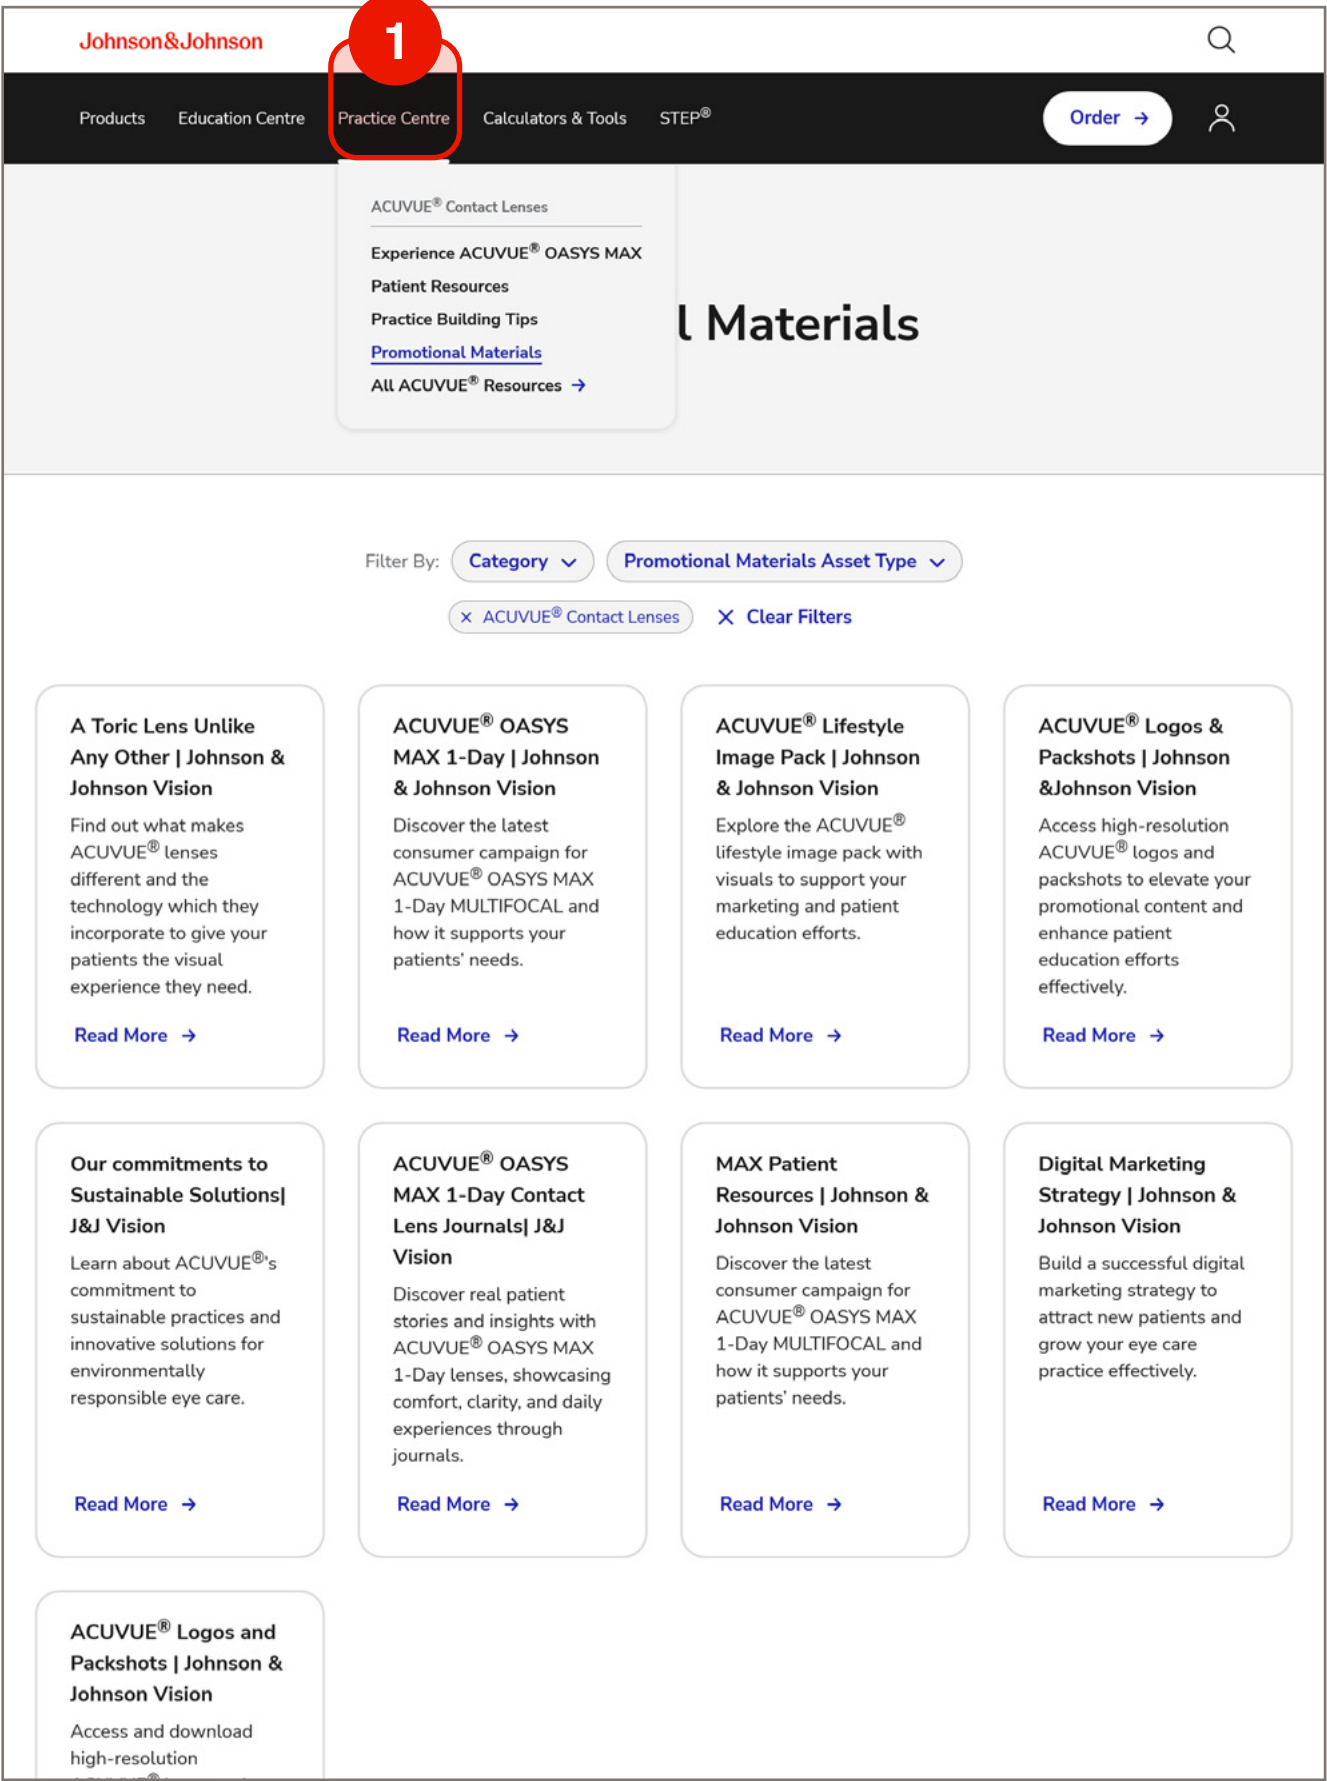 Johnson&Johnson
1
Products
Education Centre
Practice Centre
Calculators & Tools
STEP®
Order →
ACUVUE® Contact Lenses
Experience ACUVUE® OASYS MAX
Patient Resources
Practice Building Tips
Promotional Materials
All ACUVUE® Resources →
l Materials
Filter By:
Category
Promotional Materials Asset Type
× ACUVUE® Contact Lenses
× Clear Filters
A Toric Lens Unlike
Any Other | Johnson &
Johnson Vision
Find out what makes
ACUVUE® lenses
different and the
technology which they
incorporate to give your
patients the visual
experience they need.
Read More →
ACUVUE® OASYS
MAX 1-Day | Johnson
& Johnson Vision
Discover the latest
consumer campaign for
ACUVUE® OASYS MAX
1-Day MULTIFOCAL and
how it supports your
patients’ needs.
Read More →
ACUVUE® Lifestyle
Image Pack | Johnson
& Johnson Vision
Explore the ACUVUE®
lifestyle image pack with
visuals to support your
marketing and patient
education efforts.
Read More →
ACUVUE® Logos &
Packshots | Johnson
&Johnson Vision
Access high-resolution
ACUVUE® logos and
packshots to elevate your
promotional content and
enhance patient
education efforts
effectively.
Read More →
Our commitments to
Sustainable Solutions|
J&J Vision
Learn about ACUVUE®'s
commitment to
sustainable practices and
innovative solutions for
environmentally
responsible eye care.
Read More →
ACUVUE® OASYS
MAX 1-Day Contact
Lens Journals| J&J
Vision
Discover real patient
stories and insights with
ACUVUE® OASYS MAX
1-Day lenses, showcasing
comfort, clarity, and daily
experiences through
journals.
Read More →
MAX Patient
Resources | Johnson &
Johnson Vision
Discover the latest
consumer campaign for
ACUVUE® OASYS MAX
1-Day MULTIFOCAL and
how it supports your
patients’ needs.
Read More →
Digital Marketing
Strategy | Johnson &
Johnson Vision
Build a successful digital
marketing strategy to
attract new patients and
grow your eye care
practice effectively.
Read More →
ACUVUE® Logos and
Packshots | Johnson &
Johnson Vision
Access and download
high-resolution